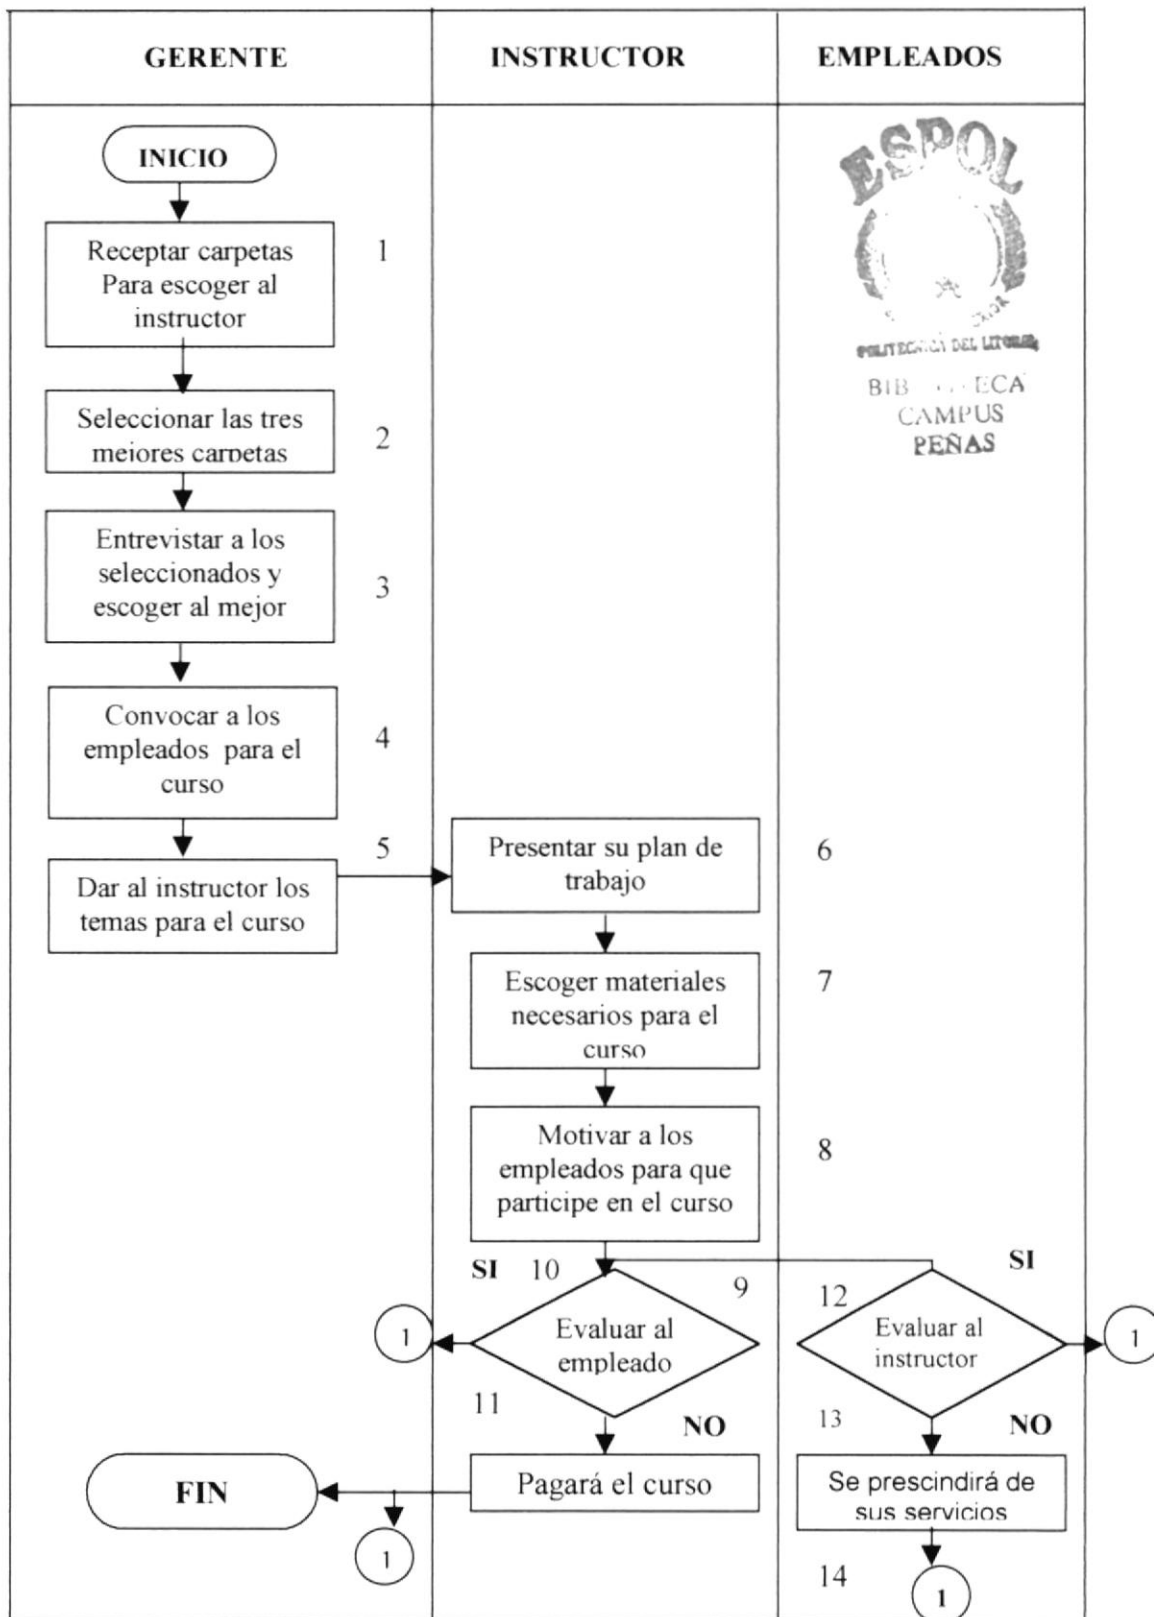 GERENTE
INSTRUCTOR
EMPLEADOS
INICIO
ESPOL
POLITECNICA DEL LITORAL
CAMPUS
PEÑAS
Receptar carpetas
Para escoger al
instructor
1
Seleccionar las tres
mejores carpetas
2
Entrevistar a los
seleccionados y
escoger al mejor
3
Convocar a los
empleados para el
curso
4
Dar al instructor los
temas para el curso
5
Presentar su plan de
trabajo
6
Escoger materiales
necesarios para el
curso
7
Motivar a los
empleados para que
participe en el curso
8
SI
10
9
12
SI
1
Evaluar al
empleado
Evaluar al
instructor
1
11
NO
13
NO
FIN
Pagará el curso
Se prescindirá de
sus servicios
1
14
1